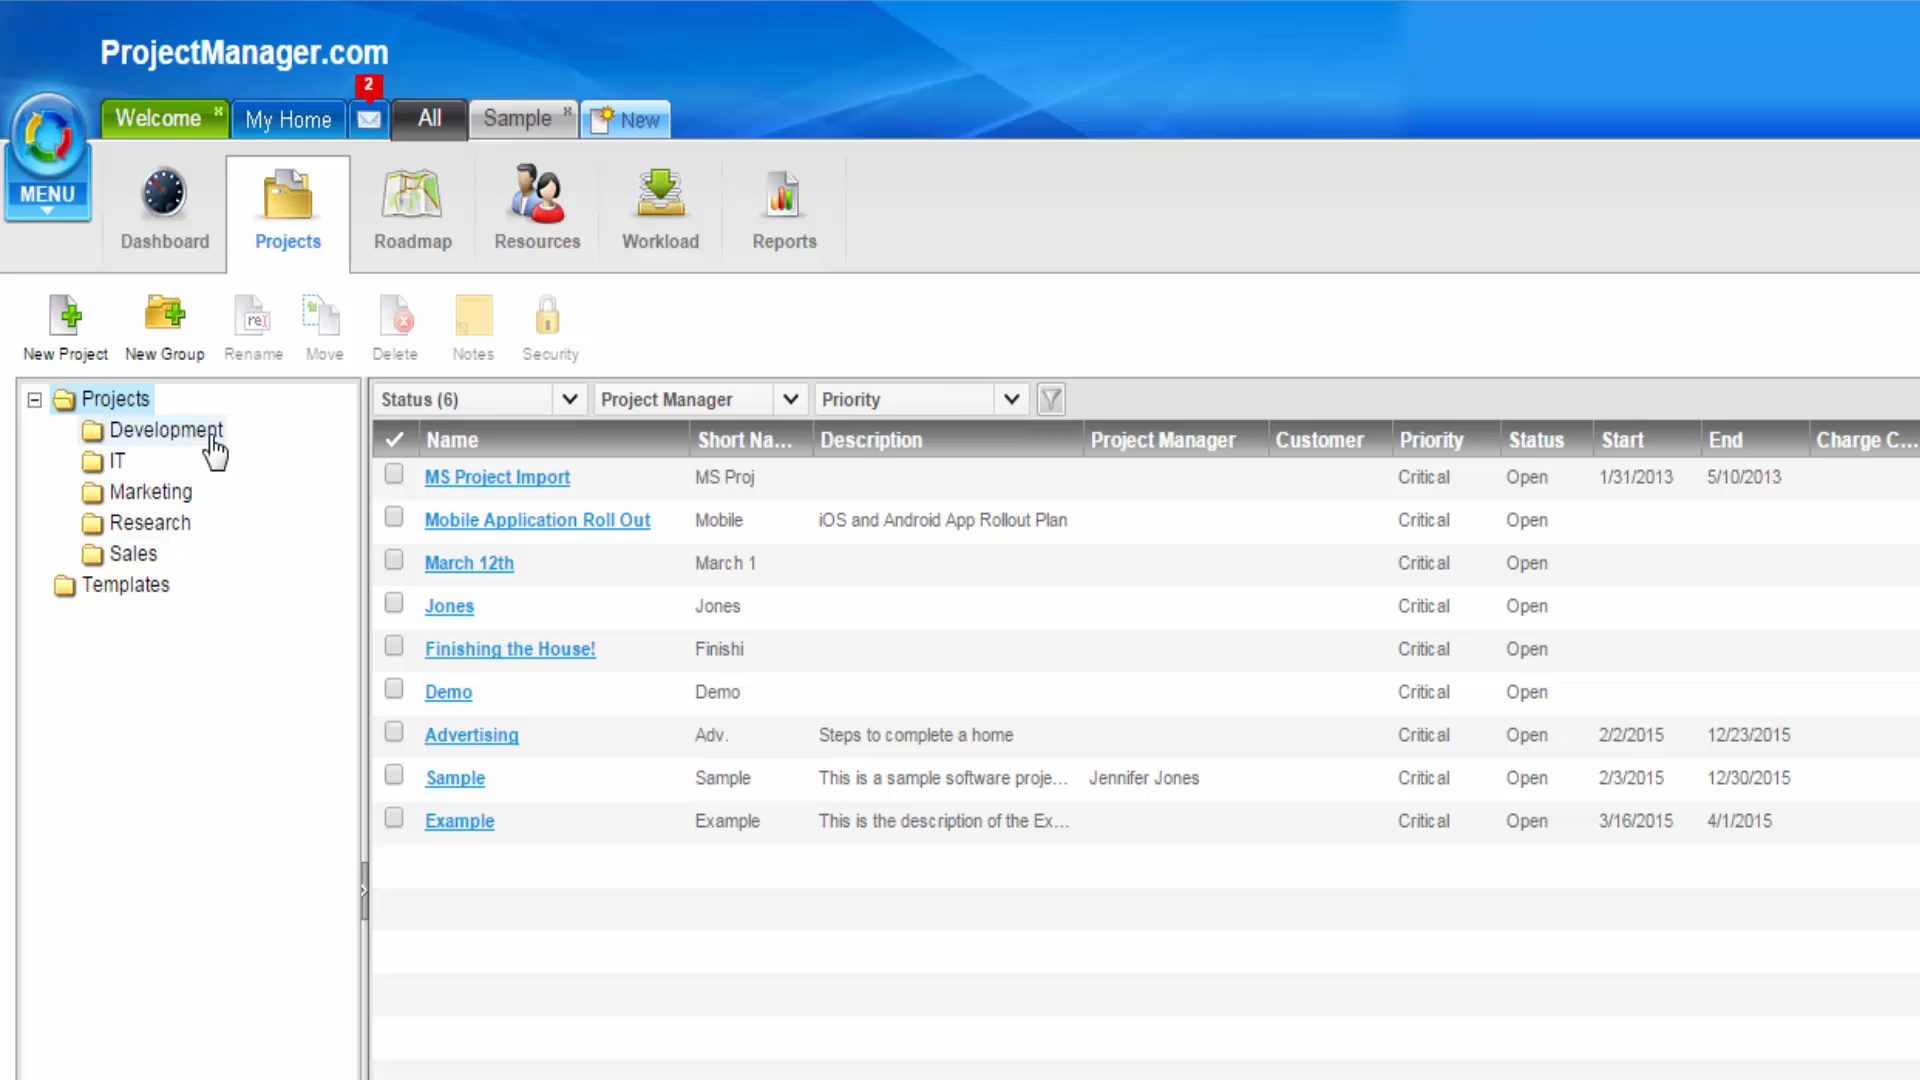 ProjectManager.com
2
Welcome
My Home
All
Sample
New
MENU
Dashboard
Projects
Roadmap
Resources
Workload
Reports
New Project
New Group
Rename
Move
Delete
Notes
Security
Projects
Development
IT
Marketing
Research
Sales
Templates
Status (6) Project Manager Priority
Name Short Na... Description Project Manager Customer Priority Status Start End Charge C...
MS Project Import MS Proj Critical Open 1/31/2013 5/10/2013
Mobile Application Roll Out Mobile iOS and Android App Rollout Plan Critical Open
March 12th March 1 Critical Open
Jones Jones Critical Open
Finishing the House! Finishi Critical Open
Demo Demo Critical Open
Advertising Adv. Steps to complete a home Critical Open 2/2/2015 12/23/2015
Sample Sample This is a sample software proje... Jennifer Jones Critical Open 2/3/2015 12/30/2015
Example Example This is the description of the Ex... Critical Open 3/16/2015 4/1/2015